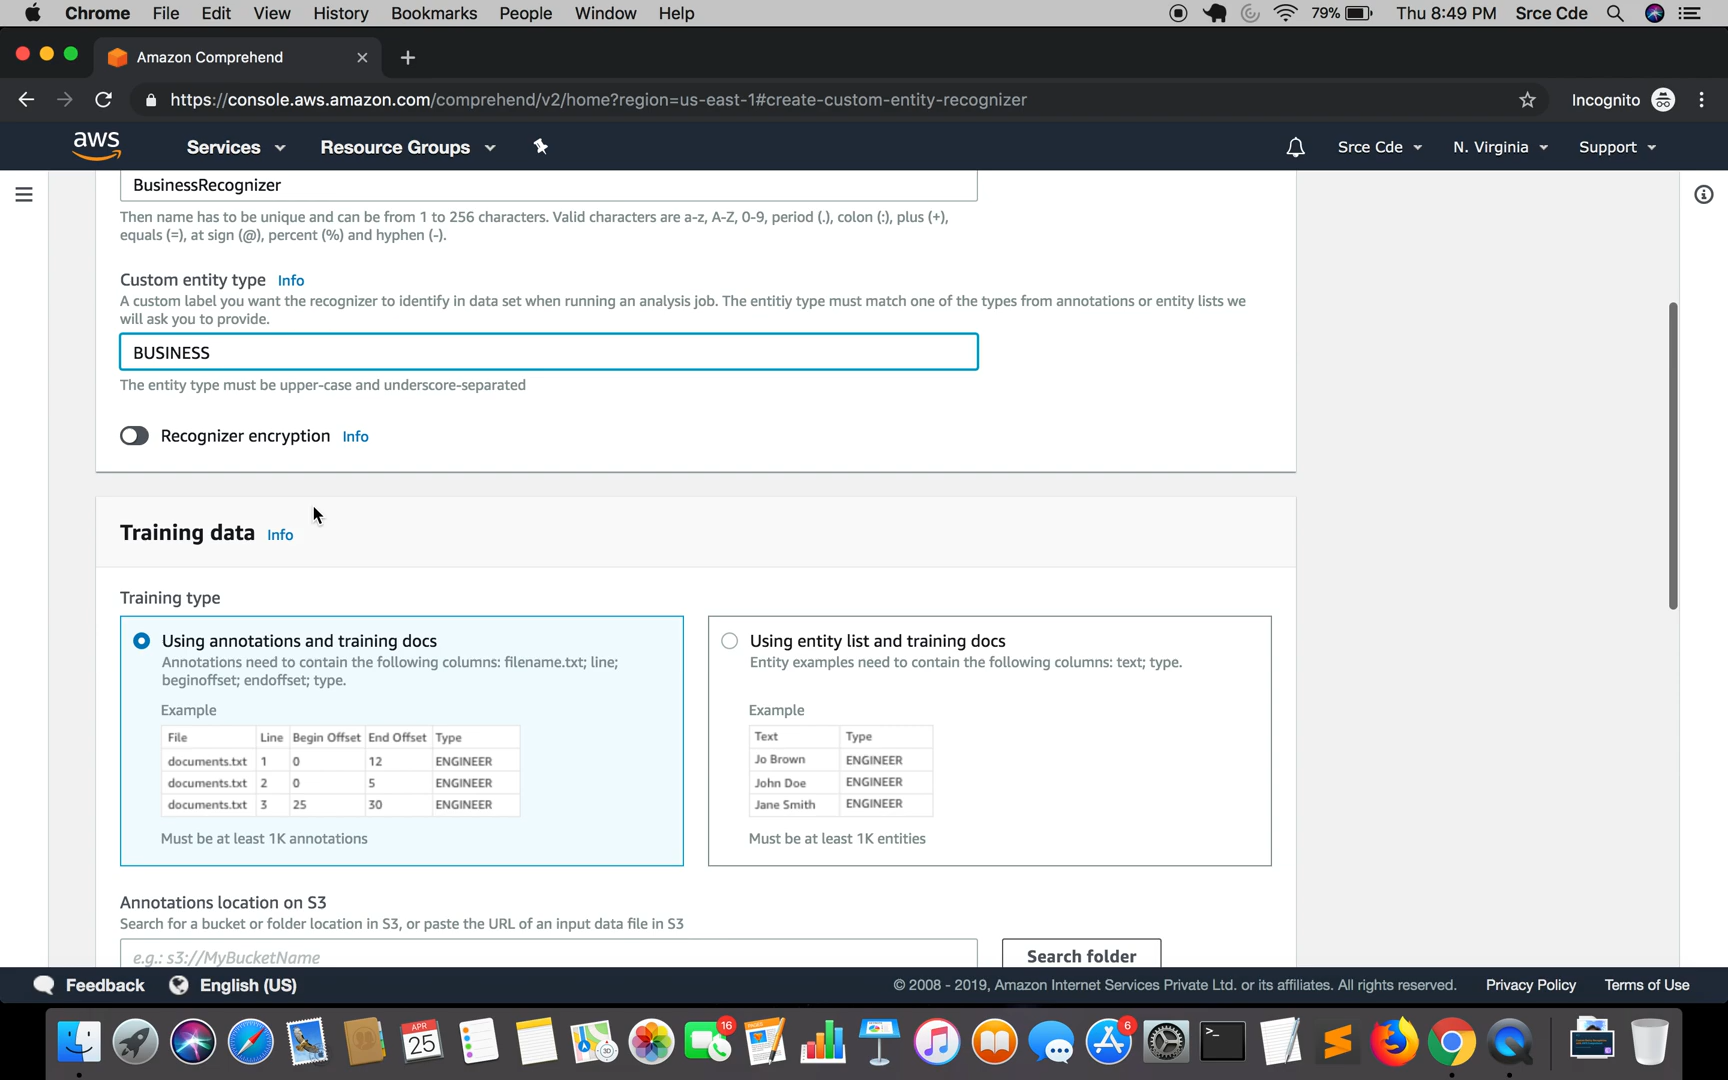 Chrome File Edit View History Bookmarks People Window Help 79% Thu 8:49 PM Srce Cde
Amazon Comprehend
https://console.aws.amazon.com/comprehend/v2/home?region=us-east-1#create-custom-entity-recognizer Incognito
aws Services Resource Groups Srce Cde N. Virginia Support
BusinessRecognizer
Then name has to be unique and can be from 1 to 256 characters. Valid characters are a-z, A-Z, 0-9, period (.), colon (:), plus (+),
equals (=), at sign (@), percent (%) and hyphen (-).
Custom entity type Info
A custom label you want the recognizer to identify in data set when running an analysis job. The entitiy type must match one of the types from annotations or entity lists we
will ask you to provide.
BUSINESS
The entity type must be upper-case and underscore-separated
Recognizer encryption Info
Training data Info
Training type
Using annotations and training docs
Annotations need to contain the following columns: filename.txt; line;
beginoffset; endoffset; type.
Example
File Line Begin Offset End Offset Type
documents.txt 1 0 12 ENGINEER
documents.txt 2 0 5 ENGINEER
documents.txt 3 25 30 ENGINEER
Must be at least 1K annotations
Using entity list and training docs
Entity examples need to contain the following columns: text; type.
Example
Text Type
Jo Brown ENGINEER
John Doe ENGINEER
Jane Smith ENGINEER
Must be at least 1K entities
Annotations location on S3
Search for a bucket or folder location in S3, or paste the URL of an input data file in S3
e.g.: s3://MyBucketName Search folder
Feedback English (US) © 2008 - 2019, Amazon Internet Services Private Ltd. or its affiliates. All rights reserved. Privacy Policy Terms of Use
APR
25
16
6